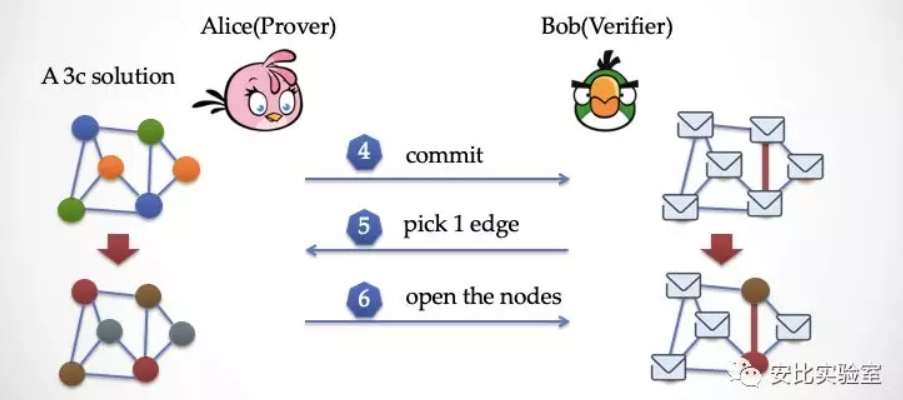 Alice(Prover)
Bob(Verifier)
A 3c solution
4 commit
5 pick 1 edge
6 open the nodes
安比实验室